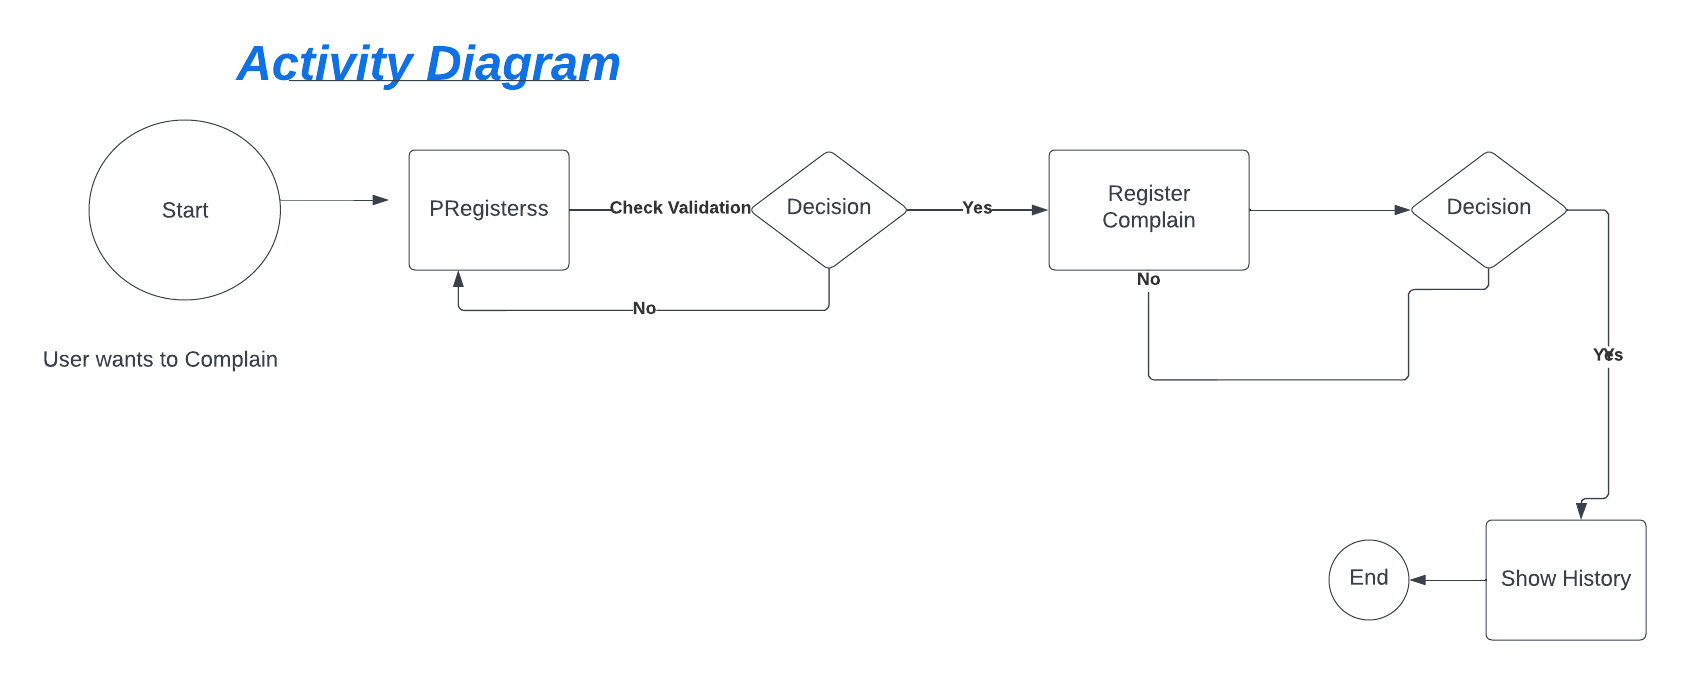 Activity Diagram
Start
PRegisterss
Check Validation
Decision
Yes
Register
Complain
Decision
No
No
Yes
User wants to Complain
End
Show History